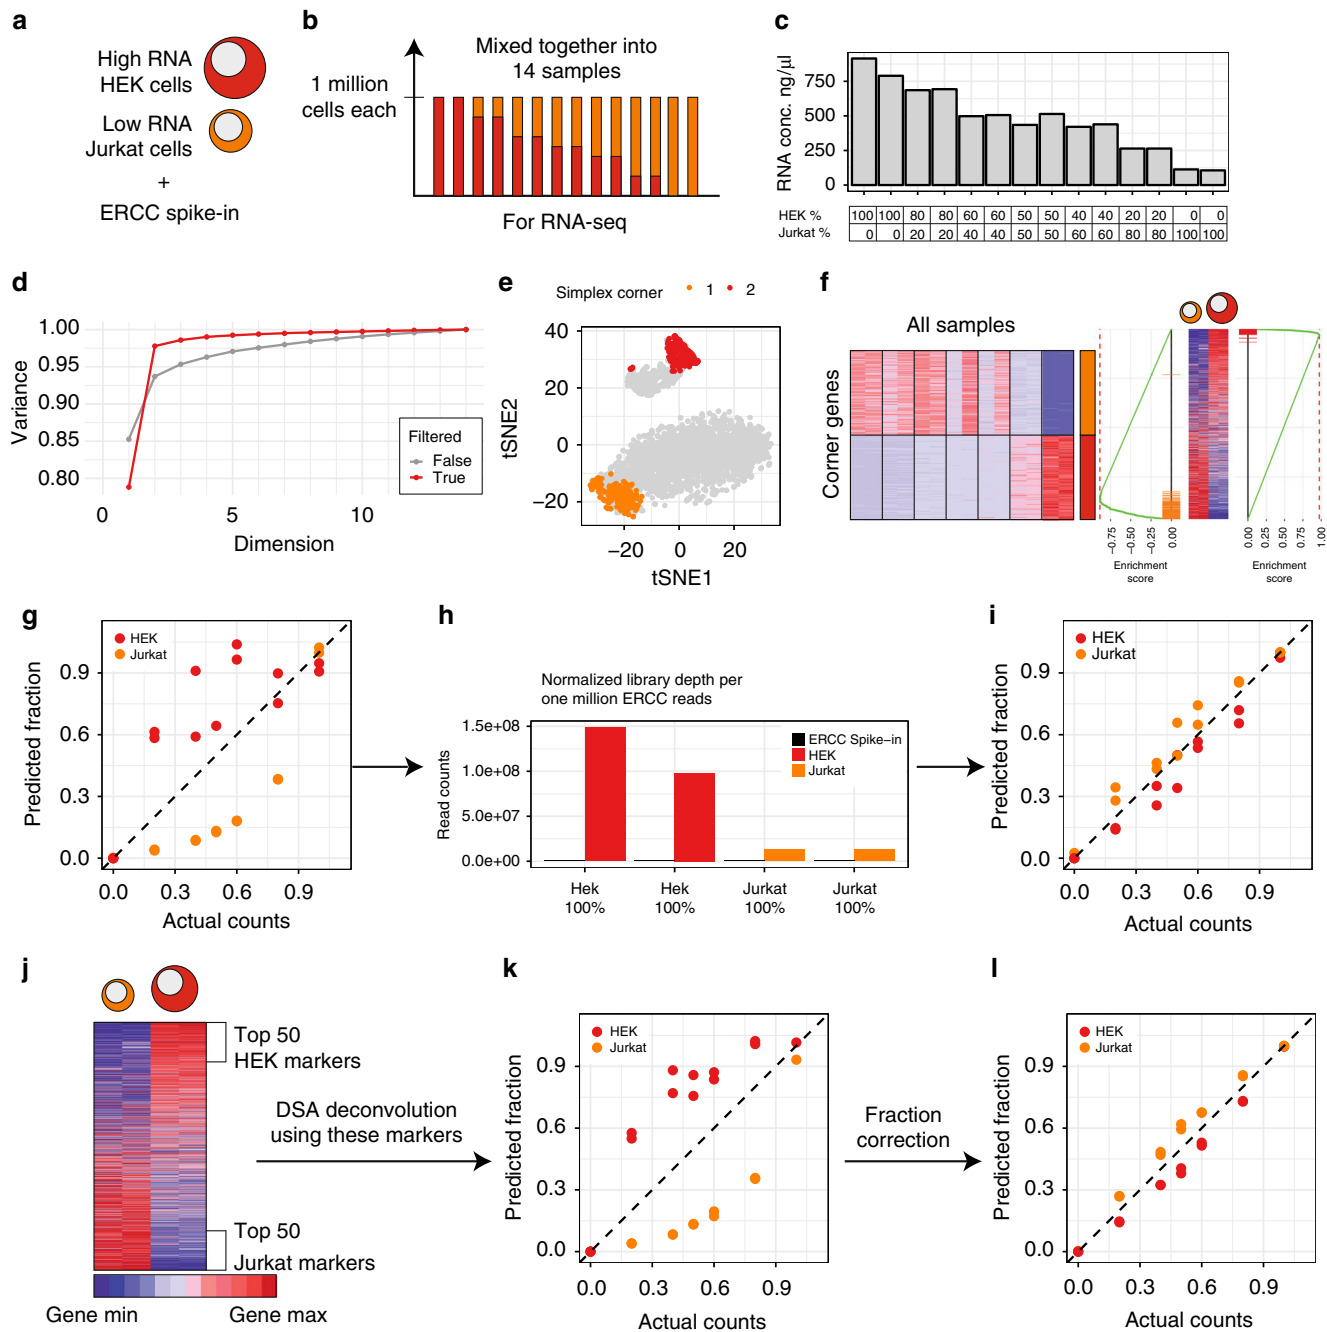 a
High RNA
HEK cells
Low RNA
Jurkat cells
+
ERCC spike-in
b
Mixed together into
14 samples
1 million
cells each
For RNA-seq
c
RNA conc. ng/µl
750
500
250
0
HEK % 100 100 80 80 60 60 50 50 40 40 20 20 0 0
Jurkat % 0 0 20 20 40 40 50 50 60 60 80 80 100 100
d
Variance
1.00
0.95
0.90
0.85
0.80
Filtered
False
True
0 5 10
Dimension
e
Simplex corner 1 2
tSNE2
40
20
0
−20
−20 0 20
tSNE1
f
All samples
Corner genes
−0.75 −0.50 −0.25 0.00
Enrichment
score
0.00 0.25 0.50 0.75 1.00
Enrichment
score
g
HEK
Jurkat
Predicted fraction
0.9
0.6
0.3
0.0
0.0 0.3 0.6 0.9
Actual counts
h
Normalized library depth per
one million ERCC reads
Read counts
1.5e+08
1.0e+08
5.0e+07
0.0e+00
ERCC Spike−in
HEK
Jurkat
Hek Hek Jurkat Jurkat
100% 100% 100% 100%
i
HEK
Jurkat
Predicted fraction
0.9
0.6
0.3
0.0
0.0 0.3 0.6 0.9
Actual counts
j
Top 50
HEK markers
Top 50
Jurkat markers
Gene min Gene max
DSA deconvolution
using these markers
k
HEK
Jurkat
Predicted fraction
0.9
0.6
0.3
0.0
0.0 0.3 0.6 0.9
Actual counts
Fraction
correction
l
HEK
Jurkat
Predicted fraction
0.9
0.6
0.3
0.0
0.0 0.3 0.6 0.9
Actual counts